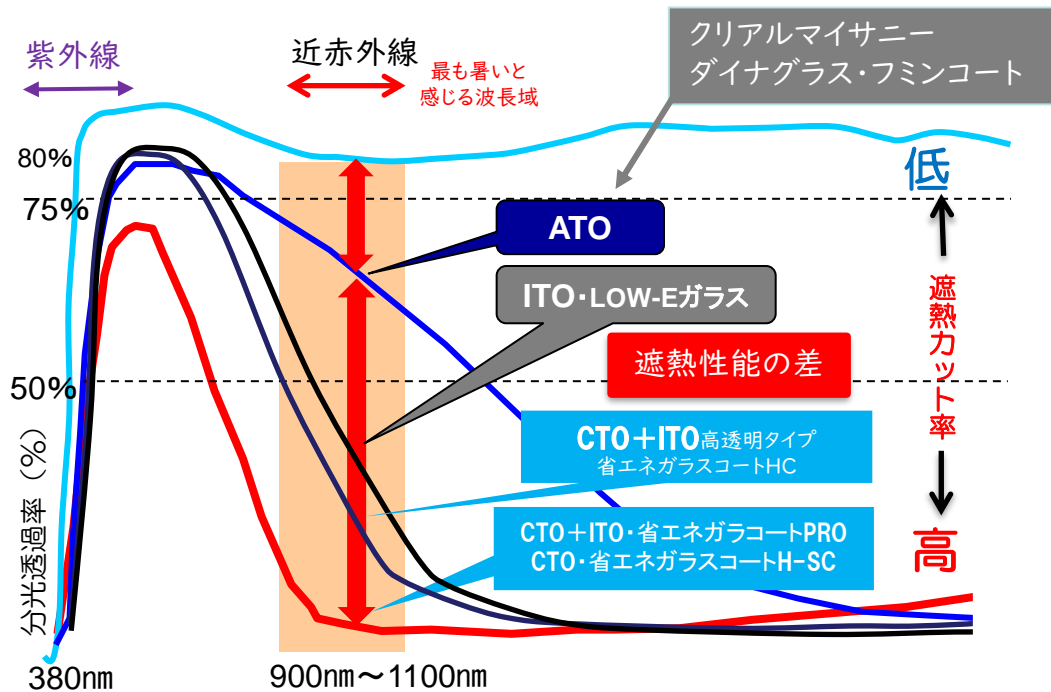 クリアルマイサニー
ダイナグラス・フミンコート
紫外線
近赤外線
最も暑いと
感じる波長域
80%
低
75%
ATO
ITO・LOW-Eガラス
遮熱カット率
遮熱性能の差
50%
CTO+ITO高透明タイプ
省エネガラスコートHC
分光透過率(%)
CTO+ITO・省エネガラコートPRO
CTO・省エネガラスコートH-SC
高
380nm
900nm～1100nm